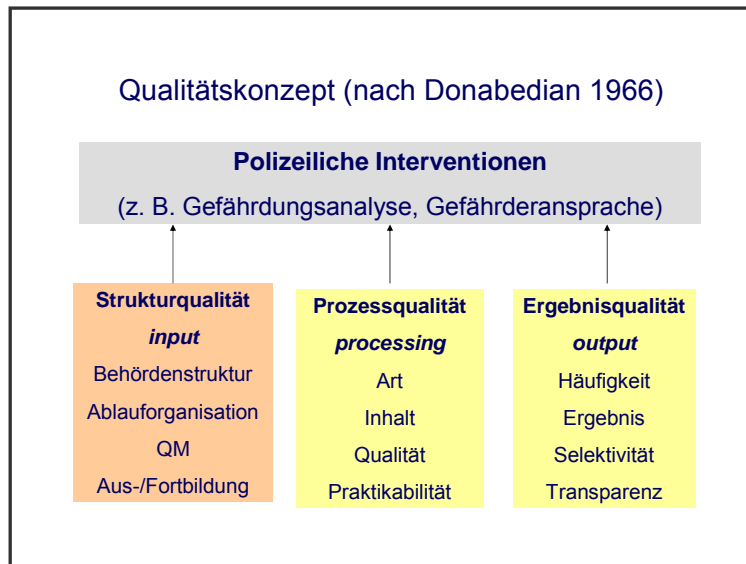 Qualitätskonzept (nach Donabedian 1966)
Polizeiliche Interventionen
(z. B. Gefährdungsanalyse, Gefährderansprache)
Strukturqualität
input
Behördenstruktur
Ablauforganisation
QM
Aus-/Fortbildung
Prozessqualität
processing
Art
Inhalt
Qualität
Praktikabilität
Ergebnisqualität
output
Häufigkeit
Ergebnis
Selektivität
Transparenz